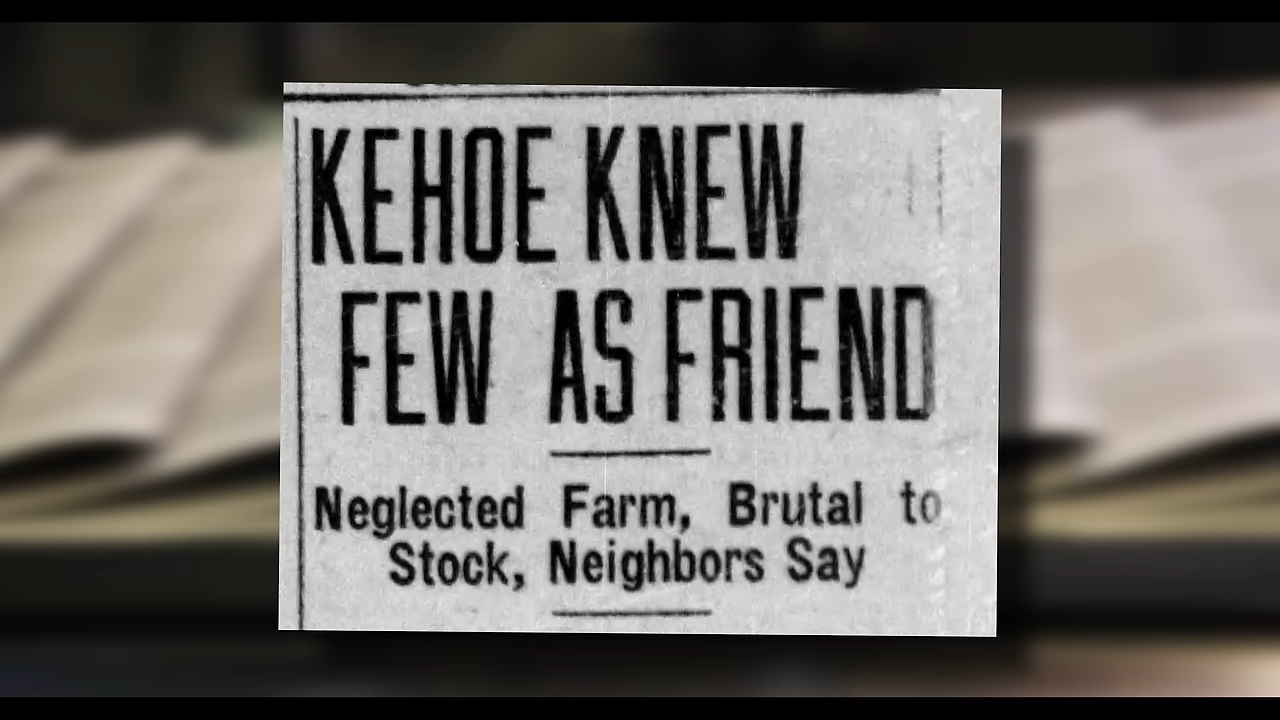 KEHOE KNEW
FEW AS FRIEND
Neglected Farm, Brutal to
Stock, Neighbors Say